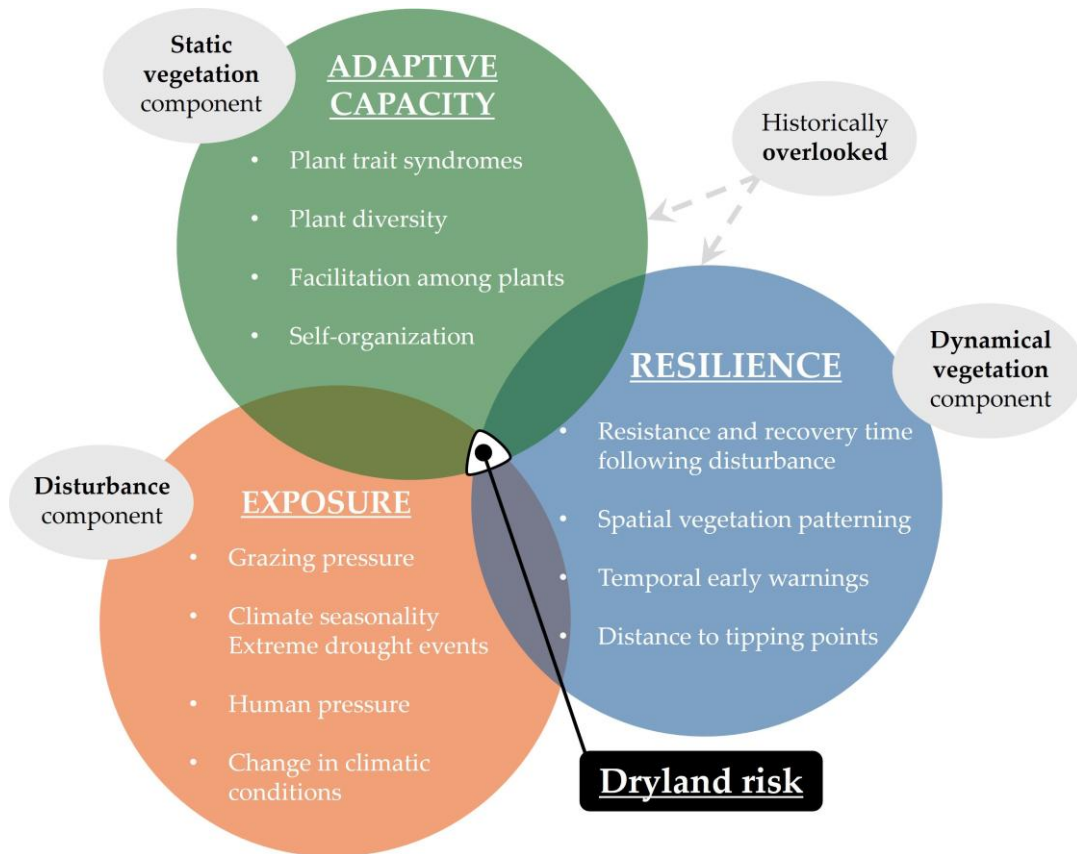 Static
vegetation
component
ADAPTIVE
CAPACITY
• Plant trait syndromes
• Plant diversity
• Facilitation among plants
• Self-organization
Historically
overlooked
Dynamical
vegetation
component
RESILIENCE
• Resistance and recovery time
following disturbance
• Spatial vegetation patterning
• Temporal early warnings
• Distance to tipping points
Disturbance
component
EXPOSURE
• Grazing pressure
• Climate seasonality
Extreme drought events
• Human pressure
• Change in climatic
conditions
Dryland risk